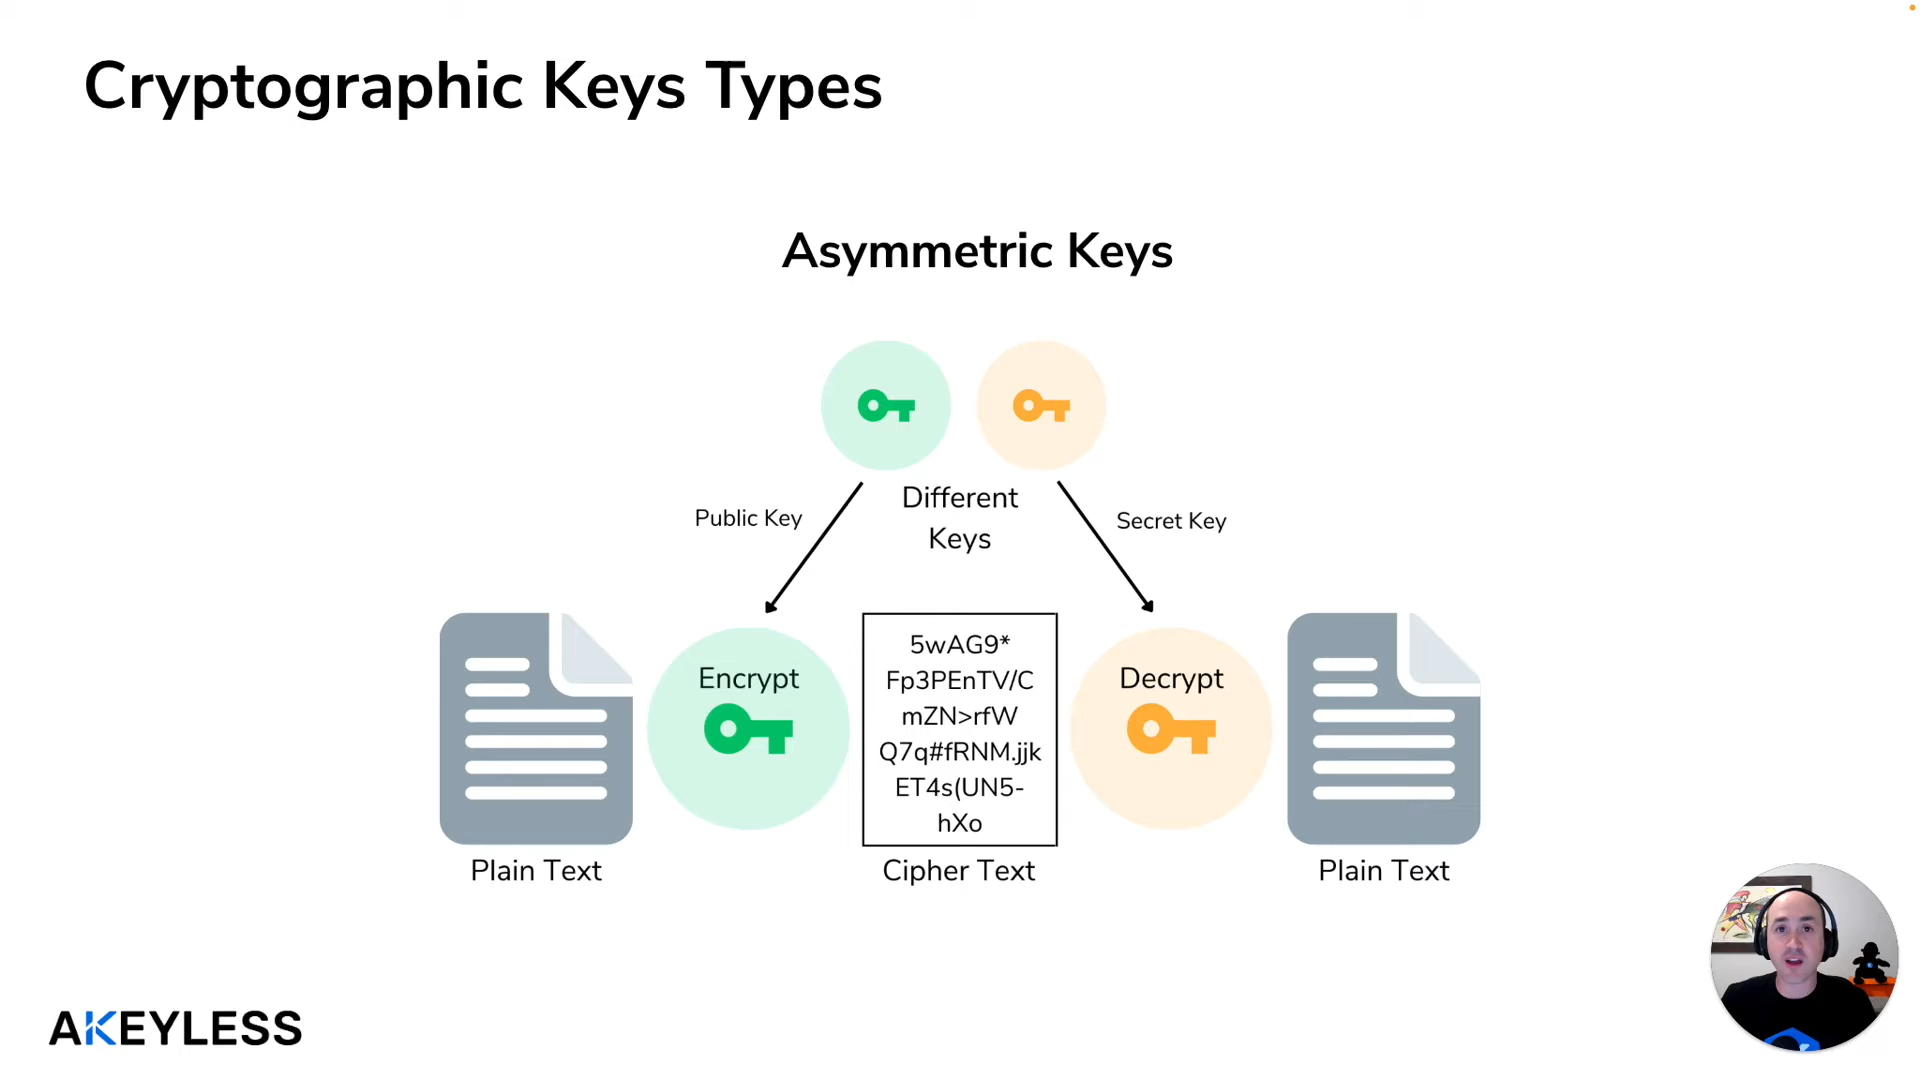 Cryptographic Keys Types
Asymmetric Keys
Public Key
Different
Keys
Secret Key
Encrypt
5wAG9*
Fp3PEnTV/C
mZN>rfW
Q7q#fRNM.jjk
ET4s(UN5-
hXo
Decrypt
Plain Text
Cipher Text
Plain Text
AKEYLESS